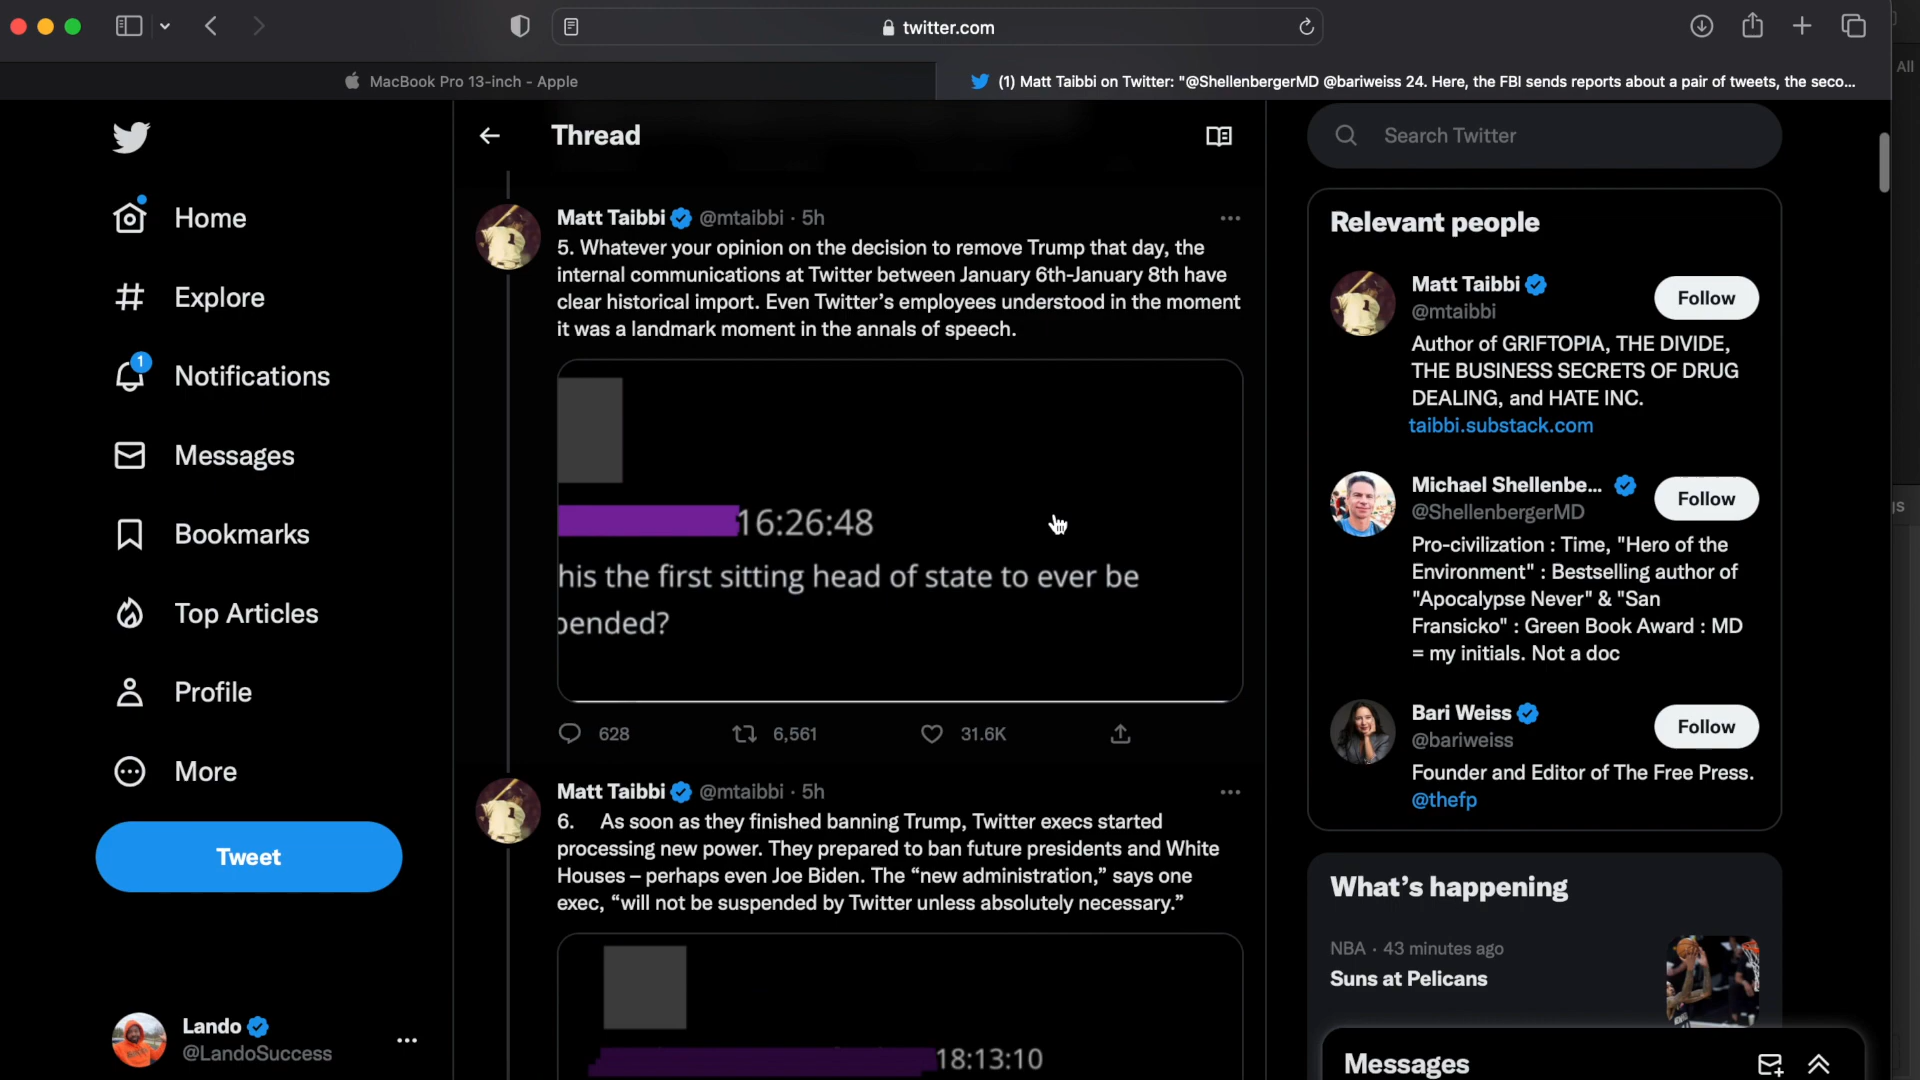 twitter.com
MacBook Pro 13-inch - Apple
(1) Matt Taibbi on Twitter: "@ShellenbergerMD @bariweiss 24. Here, the FBI sends reports about a pair of tweets, the seco...
All
Home
Explore
1
Notifications
Messages
Bookmarks
Top Articles
Profile
More
Tweet
Lando
@LandoSuccess
Thread
Matt Taibbi @mtaibbi · 5h
5. Whatever your opinion on the decision to remove Trump that day, the
internal communications at Twitter between January 6th-January 8th have
clear historical import. Even Twitter's employees understood in the moment
it was a landmark moment in the annals of speech.
16:26:48
his the first sitting head of state to ever be
pended?
628 6,561 31.6K
Matt Taibbi @mtaibbi · 5h
6. As soon as they finished banning Trump, Twitter execs started
processing new power. They prepared to ban future presidents and White
Houses – perhaps even Joe Biden. The “new administration,” says one
exec, “will not be suspended by Twitter unless absolutely necessary.”
18:13:10
Search Twitter
Relevant people
Matt Taibbi
@mtaibbi
Follow
Author of GRIFTOPIA, THE DIVIDE,
THE BUSINESS SECRETS OF DRUG
DEALING, and HATE INC.
taibbi.substack.com
Michael Shellenbe...
@ShellenbergerMD
Follow
Pro-civilization : Time, "Hero of the
Environment" : Bestselling author of
"Apocalypse Never" & "San
Fransicko" : Green Book Award : MD
= my initials. Not a doc
Bari Weiss
@bariweiss
Follow
Founder and Editor of The Free Press.
@thefp
What's happening
NBA · 43 minutes ago
Suns at Pelicans
Messages